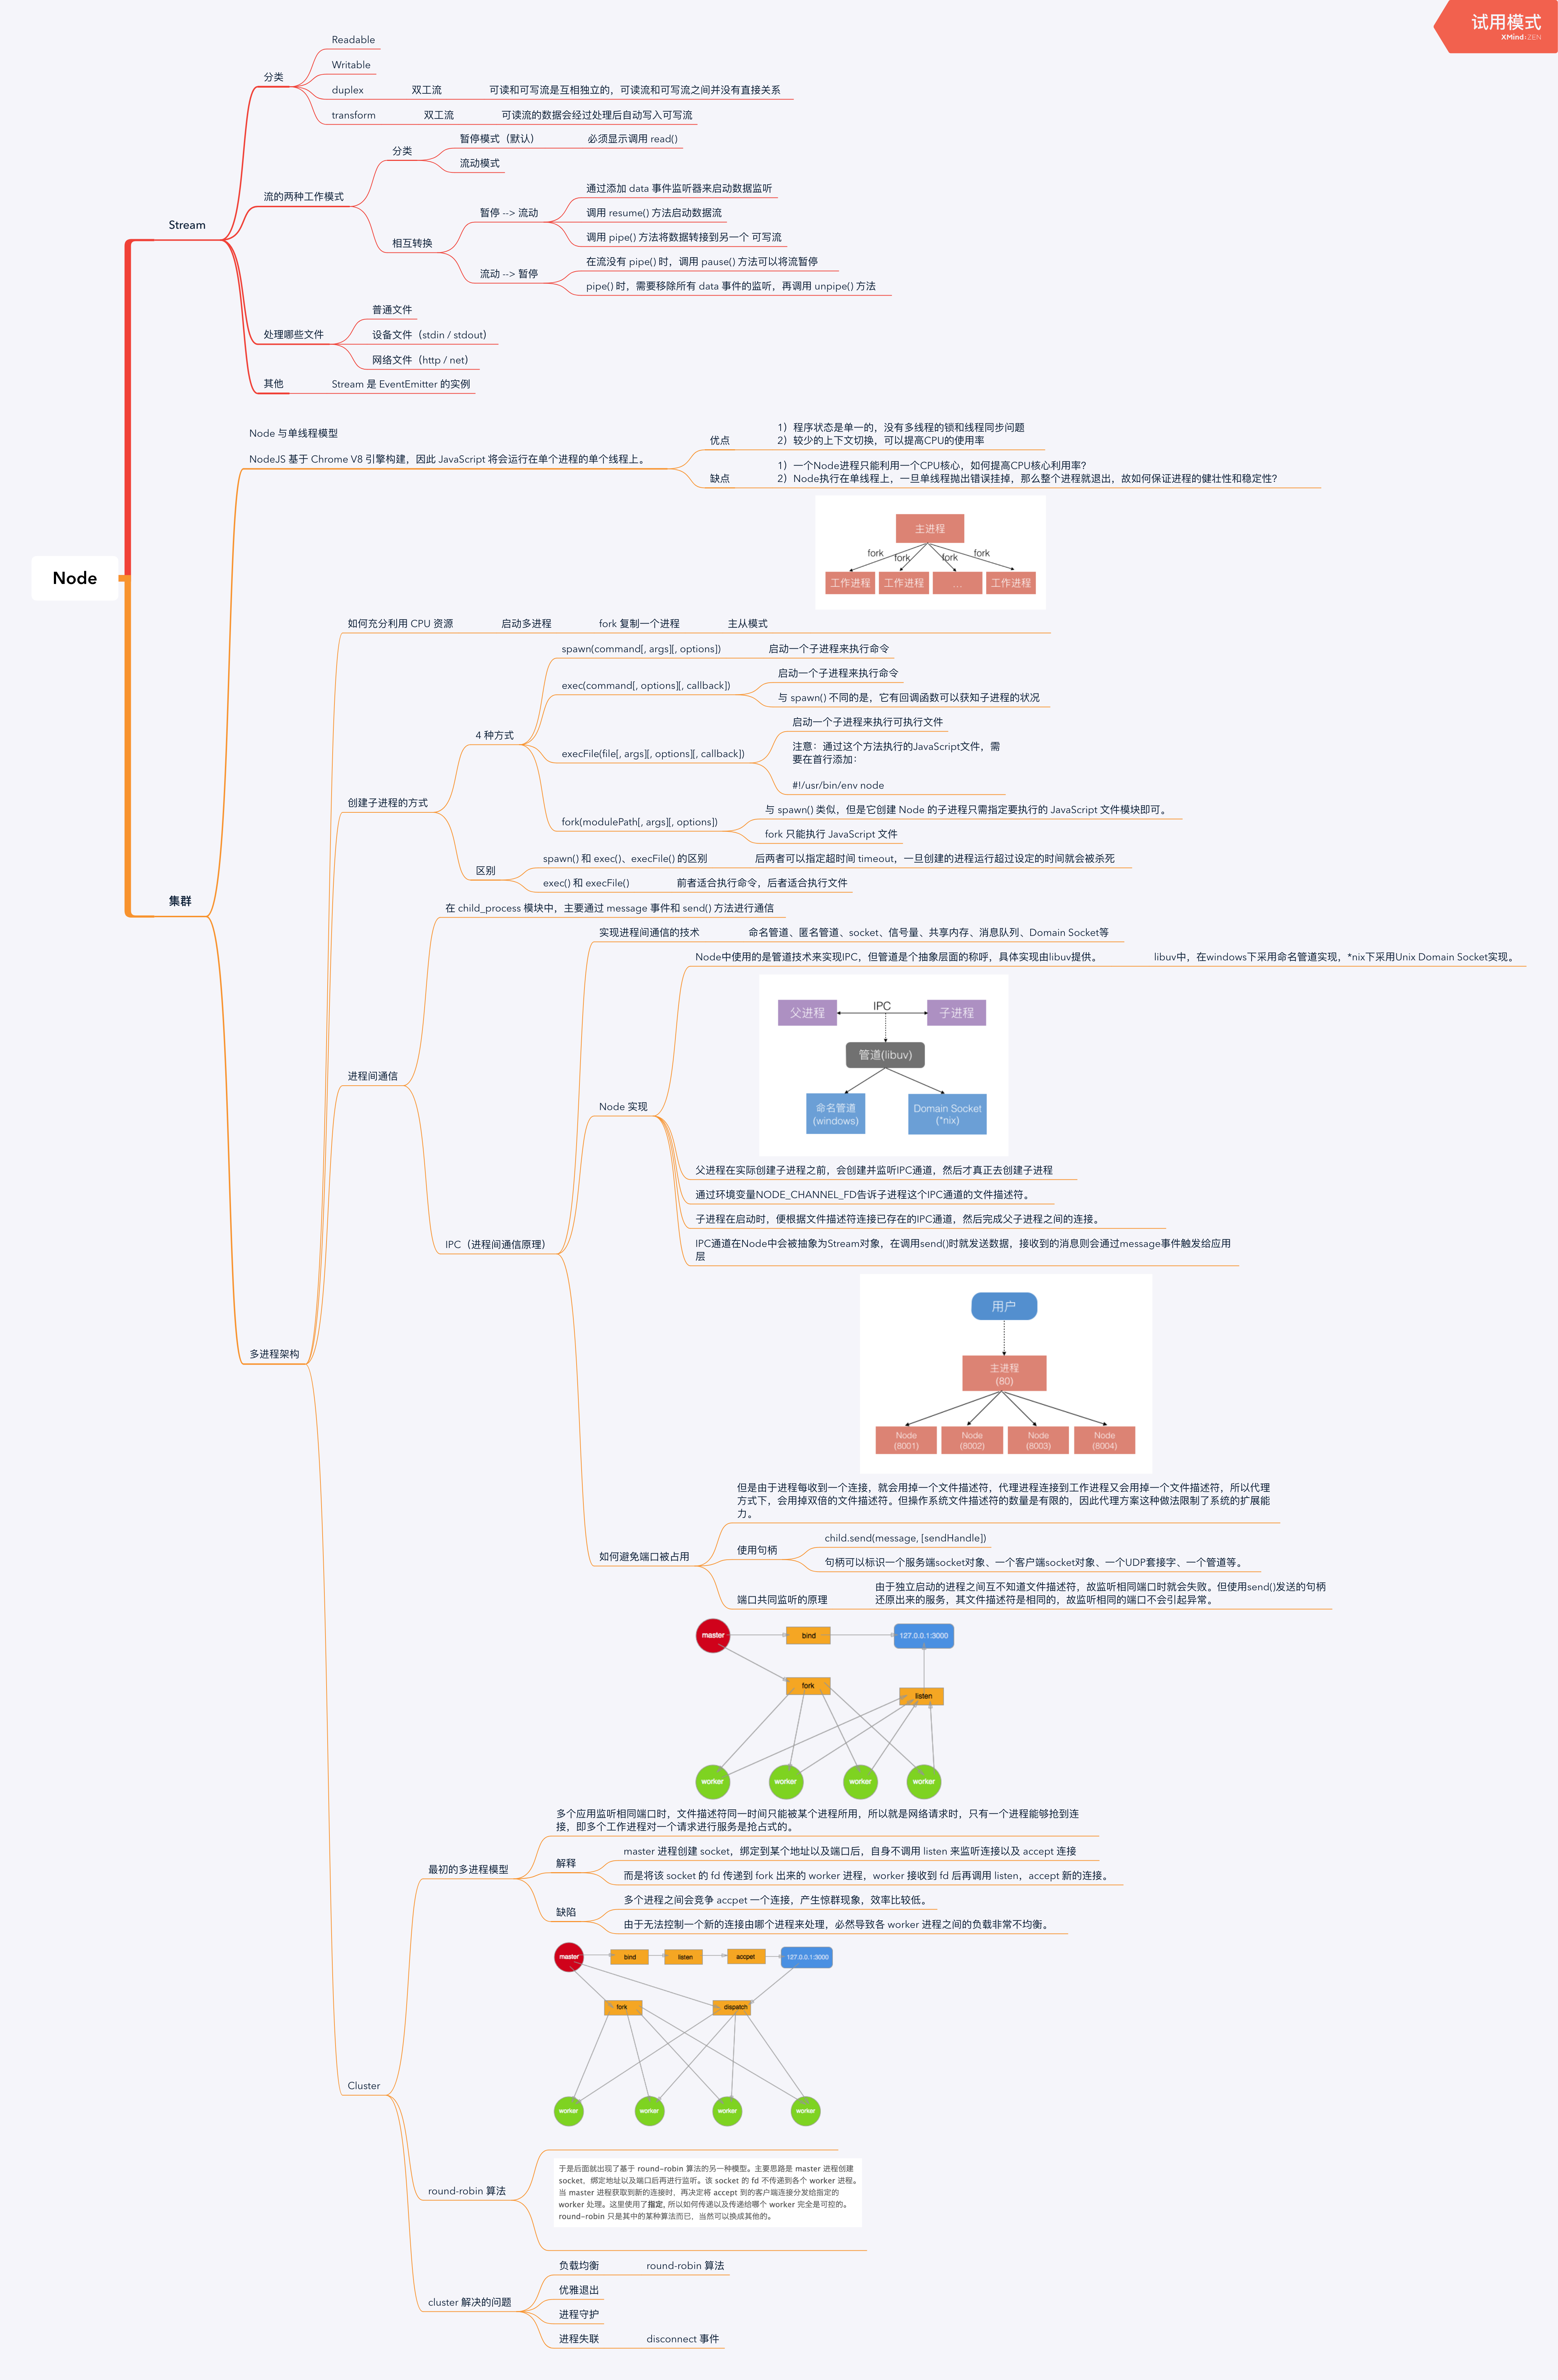 试用模式
XMind:ZEN
Node
Stream
分类
Readable
Writable
duplex
双工流
可读和可写流是互相独立的，可读流和可写流之间并没有直接关系
transform
双工流
可读流的数据会经过处理后自动写入可写流
流的两种工作模式
分类
暂停模式（默认）
必须显示调用 read()
流动模式
相互转换
暂停 --> 流动
通过添加 data 事件监听器来启动数据监听
调用 resume() 方法启动数据流
调用 pipe() 方法将数据转接到另一个 可写流
流动 --> 暂停
在流没有 pipe() 时，调用 pause() 方法可以将流暂停
pipe() 时，需要移除所有 data 事件的监听，再调用 unpipe() 方法
处理哪些文件
普通文件
设备文件（stdin / stdout）
网络文件（http / net）
其他
Stream 是 EventEmitter 的实例
集群
Node 与单线程模型
NodeJS 基于 Chrome V8 引擎构建，因此 JavaScript 将会运行在单个进程的单个线程上。
优点
1）程序状态是单一的，没有多线程的锁和线程同步问题
2）较少的上下文切换，可以提高CPU的使用率
缺点
1）一个Node进程只能利用一个CPU核心，如何提高CPU核心利用率？
2）Node执行在单线程上，一旦单线程抛出错误挂掉，那么整个进程就退出，故如何保证进程的健壮性和稳定性？
多进程架构
主进程
fork
fork
fork
fork
工作进程
工作进程
...
工作进程
如何充分利用 CPU 资源
启动多进程
fork 复制一个进程
主从模式
创建子进程的方式
4 种方式
spawn(command[, args][, options])
启动一个子进程来执行命令
exec(command[, options][, callback])
启动一个子进程来执行命令
与 spawn() 不同的是，它有回调函数可以获知子进程的状况
execFile(file[, args][, options][, callback])
启动一个子进程来执行可执行文件
注意：通过这个方法执行的JavaScript文件，需
要在首行添加：
#!/usr/bin/env node
fork(modulePath[, args][, options])
与 spawn() 类似，但是它创建 Node 的子进程只需指定要执行的 JavaScript 文件模块即可。
fork 只能执行 JavaScript 文件
区别
spawn() 和 exec()、execFile() 的区别
后两者可以指定超时间 timeout，一旦创建的进程运行超过设定的时间就会被杀死
exec() 和 execFile()
前者适合执行命令，后者适合执行文件
进程间通信
在 child_process 模块中，主要通过 message 事件和 send() 方法进行通信
IPC（进程间通信原理）
实现进程间通信的技术
命名管道、匿名管道、socket、信号量、共享内存、消息队列、Domain Socket等
Node 实现
Node中使用的是管道技术来实现IPC，但管道是个抽象层面的称呼，具体实现由libuv提供。
libuv中，在windows下采用命名管道实现，*nix下采用Unix Domain Socket实现。
父进程
IPC
子进程
管道(libuv)
命名管道
(windows)
Domain Socket
(*nix)
父进程在实际创建子进程之前，会创建并监听IPC通道，然后才真正去创建子进程
通过环境变量NODE_CHANNEL_FD告诉子进程这个IPC通道的文件描述符。
子进程在启动时，便根据文件描述符连接已存在的IPC通道，然后完成父子进程之间的连接。
IPC通道在Node中会被抽象为Stream对象，在调用send()时就发送数据，接收到的消息则会通过message事件触发给应用
层
如何避免端口被占用
用户
主进程
(80)
Node
(8001)
Node
(8002)
Node
(8003)
Node
(8004)
但是由于进程每收到一个连接，就会用掉一个文件描述符，代理进程连接到工作进程又会用掉一个文件描述符，所以代理
方式下，会用掉双倍的文件描述符。但操作系统文件描述符的数量是有限的，因此代理方案这种做法限制了系统的扩展能
力。
使用句柄
child.send(message, [sendHandle])
句柄可以标识一个服务端socket对象、一个客户端socket对象、一个UDP套接字、一个管道等。
端口共同监听的原理
由于独立启动的进程之间互不知道文件描述符，故监听相同端口时就会失败。但使用send()发送的句柄
还原出来的服务，其文件描述符是相同的，故监听相同的端口不会引起异常。
Cluster
最初的多进程模型
master
bind
127.0.0.1:3000
fork
listen
worker
worker
worker
worker
多个应用监听相同端口时，文件描述符同一时间只能被某个进程所用，所以就是网络请求时，只有一个进程能够抢到连
接，即多个工作进程对一个请求进行服务是抢占式的。
解释
master 进程创建 socket，绑定到某个地址以及端口后，自身不调用 listen 来监听连接以及 accept 连接
而是将该 socket 的 fd 传递到 fork 出来的 worker 进程，worker 接收到 fd 后再调用 listen，accept 新的连接。
缺陷
多个进程之间会竞争 accpet 一个连接，产生惊群现象，效率比较低。
由于无法控制一个新的连接由哪个进程来处理，必然导致各 worker 进程之间的负载非常不均衡。
round-robin 算法
master
bind
listen
accpet
127.0.0.1:3000
fork
dispatch
worker
worker
worker
worker
于是后面就出现了基于 round-robin 算法的另一种模型。主要思路是 master 进程创建
socket，绑定地址以及端口后再进行监听。该 socket 的 fd 不传递到各个 worker 进程。
当 master 进程获取到新的连接时，再决定将 accept 到的客户端连接分发给指定的
worker 处理。这里使用了指定, 所以如何传递以及传递给哪个 worker 完全是可控的。
round-robin 只是其中的某种算法而已，当然可以换成其他的。
cluster 解决的问题
负载均衡
round-robin 算法
优雅退出
进程守护
进程失联
disconnect 事件